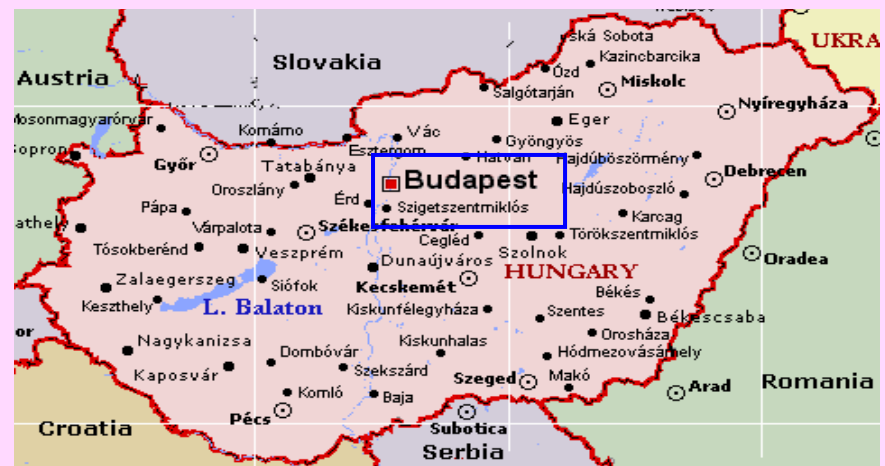 ská Sobota
UKRA
Kazincbarcika
Slovakia
Ózd
Austria
Miskolc
Salgótarján
Nyíregyháza
Mosonmagyaróvár
Eger
Komárno
Vác
Gyöngyös
Sopron
Esztergom
Hatvan
Hajdúböszörmény
Győr
Tatabánya
Debrecen
Oroszlány
Budapest
Hajdúszoboszló
Érd
Szigetszentmiklós
Pápa
Karcag
athely
Várpalota
Székesfehérvár
Cegléd
Törökszentmiklós
Tósokberénd
Veszprém
Szolnok
Oradea
Dunaújváros
HUNGARY
Zalaegerszeg
Siófok
Kecskemét
Békés
Keszthely
L. Balaton
Kiskunfélegyháza
Szentes
Békéscsaba
or
Orosháza
Nagykanizsa
Dombóvár
Kiskunhalas
Hódmezovásárhely
Kaposvár
Szekszárd
Szeged
Makó
Arad
Romania
Komló
Baja
Pécs
Croatia
Subotica
Serbia